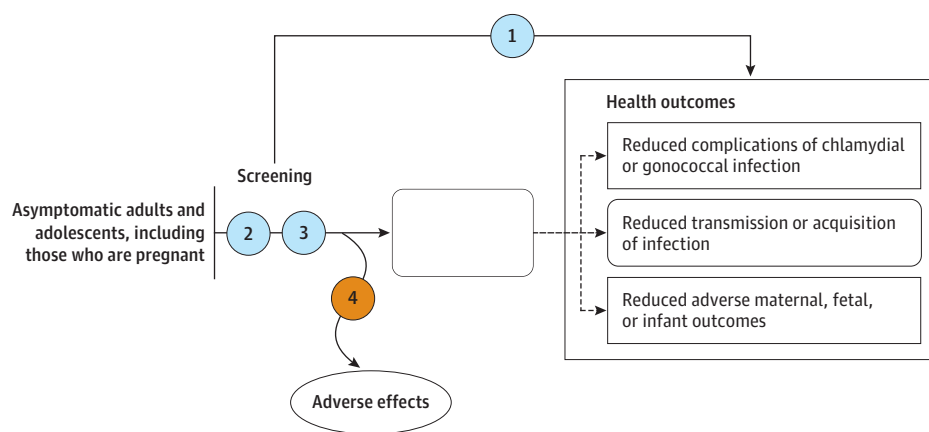 1
Health outcomes
Reduced complications of chlamydial
or gonococcal infection
Screening
Asymptomatic adults and
adolescents, including
those who are pregnant
2
3
Reduced transmission or acquisition
of infection
4
Reduced adverse maternal, fetal,
or infant outcomes
Adverse effects